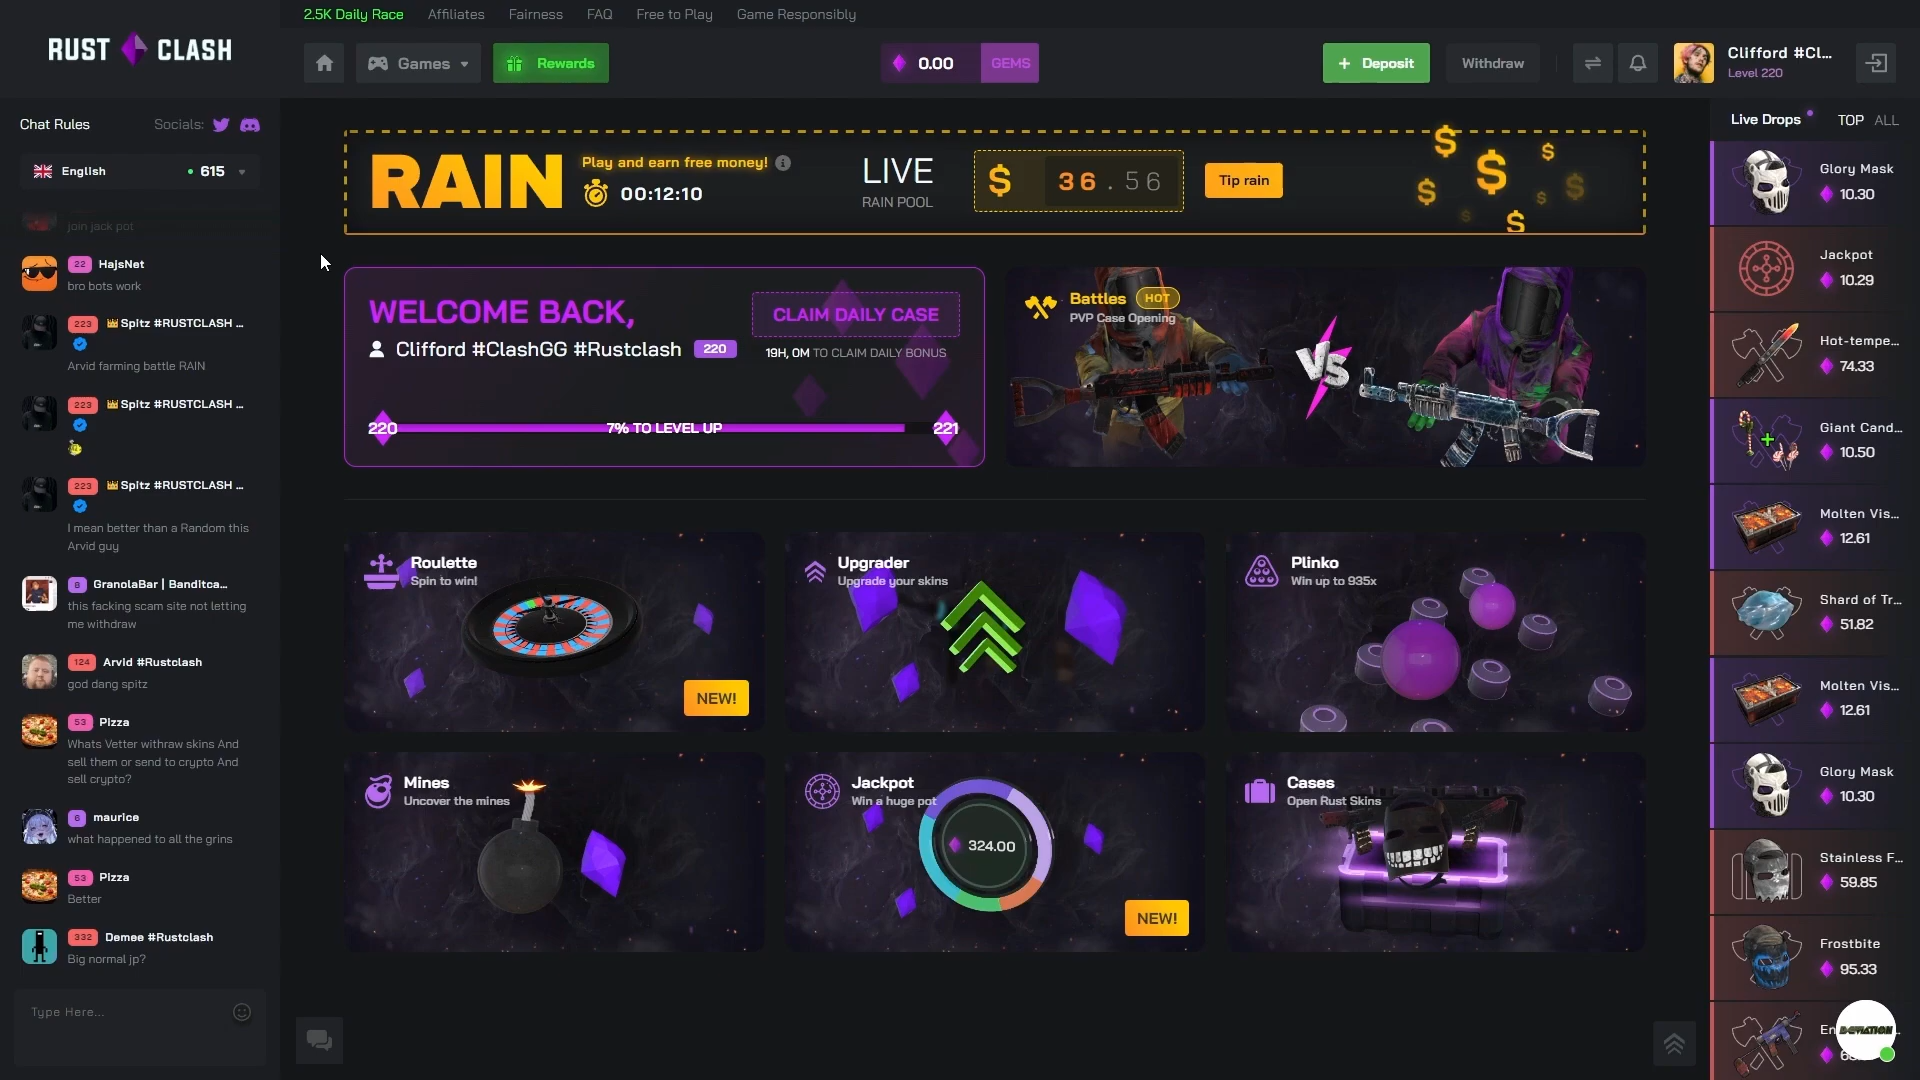 2.5K Daily Race
Affiliates
Fairness
FAQ
Free to Play
Game Responsibly
RUST CLASH
Games
Rewards
0.00
GEMS
+ Deposit
Withdraw
Clifford #Cl...
Level 220
Chat Rules
Socials:
English
615
join jack pot
22 HajsNet
bro bots work
223 Spitz #RUSTCLASH ...
Arvid farming battle RAIN
223 Spitz #RUSTCLASH ...
223 Spitz #RUSTCLASH ...
I mean better than a Random this
Arvid guy
8 GranolaBar | Banditca...
this facking scam site not letting
me withdraw
124 Arvid #Rustclash
god dang spitz
53 Pizza
Whats Vetter withraw skins And
sell them or send to crypto And
sell crypto?
6 maurice
what happened to all the grins
53 Pizza
Better
332 Demee #Rustclash
Big normal jp?
Type Here...
RAIN
Play and earn free money!
00:12:10
LIVE
RAIN POOL
$ 36.56
Tip rain
WELCOME BACK,
Clifford #ClashGG #Rustclash 220
CLAIM DAILY CASE
19H, 0M TO CLAIM DAILY BONUS
220
7% TO LEVEL UP
221
Battles HOT
PVP Case Opening
VS
Roulette
Spin to win!
NEW!
Upgrader
Upgrade your skins
Plinko
Win up to 935x
Mines
Uncover the mines
Jackpot
Win a huge pot
324.00
NEW!
Cases
Open Rust Skins
Live Drops
TOP
ALL
Glory Mask
10.30
Jackpot
10.29
Hot-tempe...
74.33
Giant Cand...
10.50
Molten Vis...
12.61
Shard of Tr...
51.82
Molten Vis...
12.61
Glory Mask
10.30
Stainless F...
59.85
Frostbite
95.33